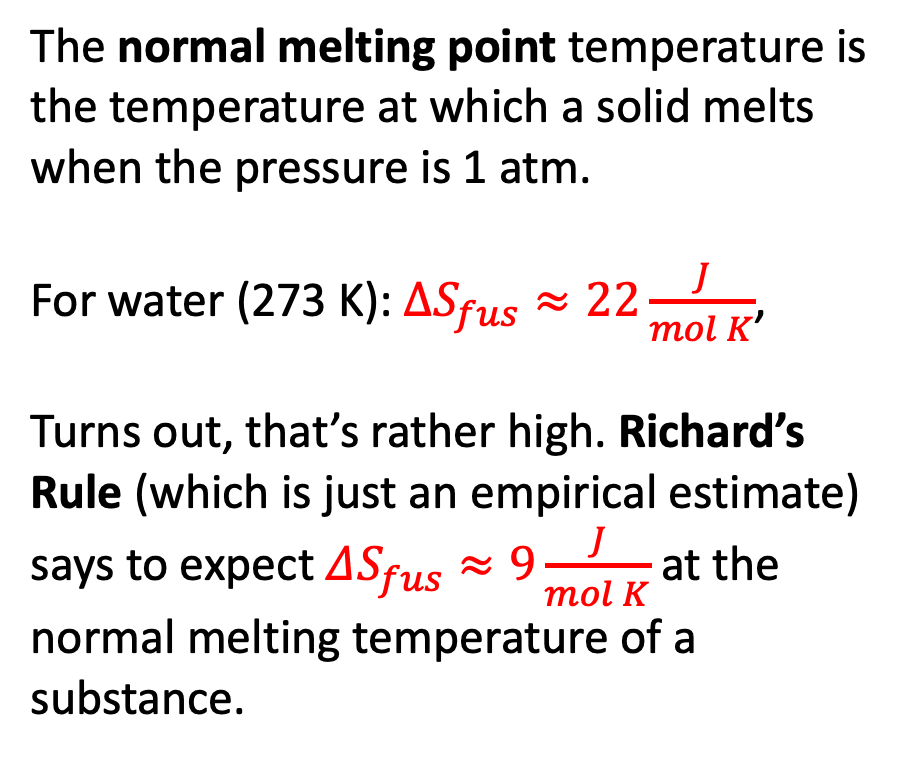 The normal melting point temperature is
the temperature at which a solid melts
when the pressure is 1 atm.
For water (273 K): ΔS_fus ≈ 22 J/(mol K),
Turns out, that’s rather high. Richard’s
Rule (which is just an empirical estimate)
says to expect ΔS_fus ≈ 9 J/(mol K) at the
normal melting temperature of a
substance.